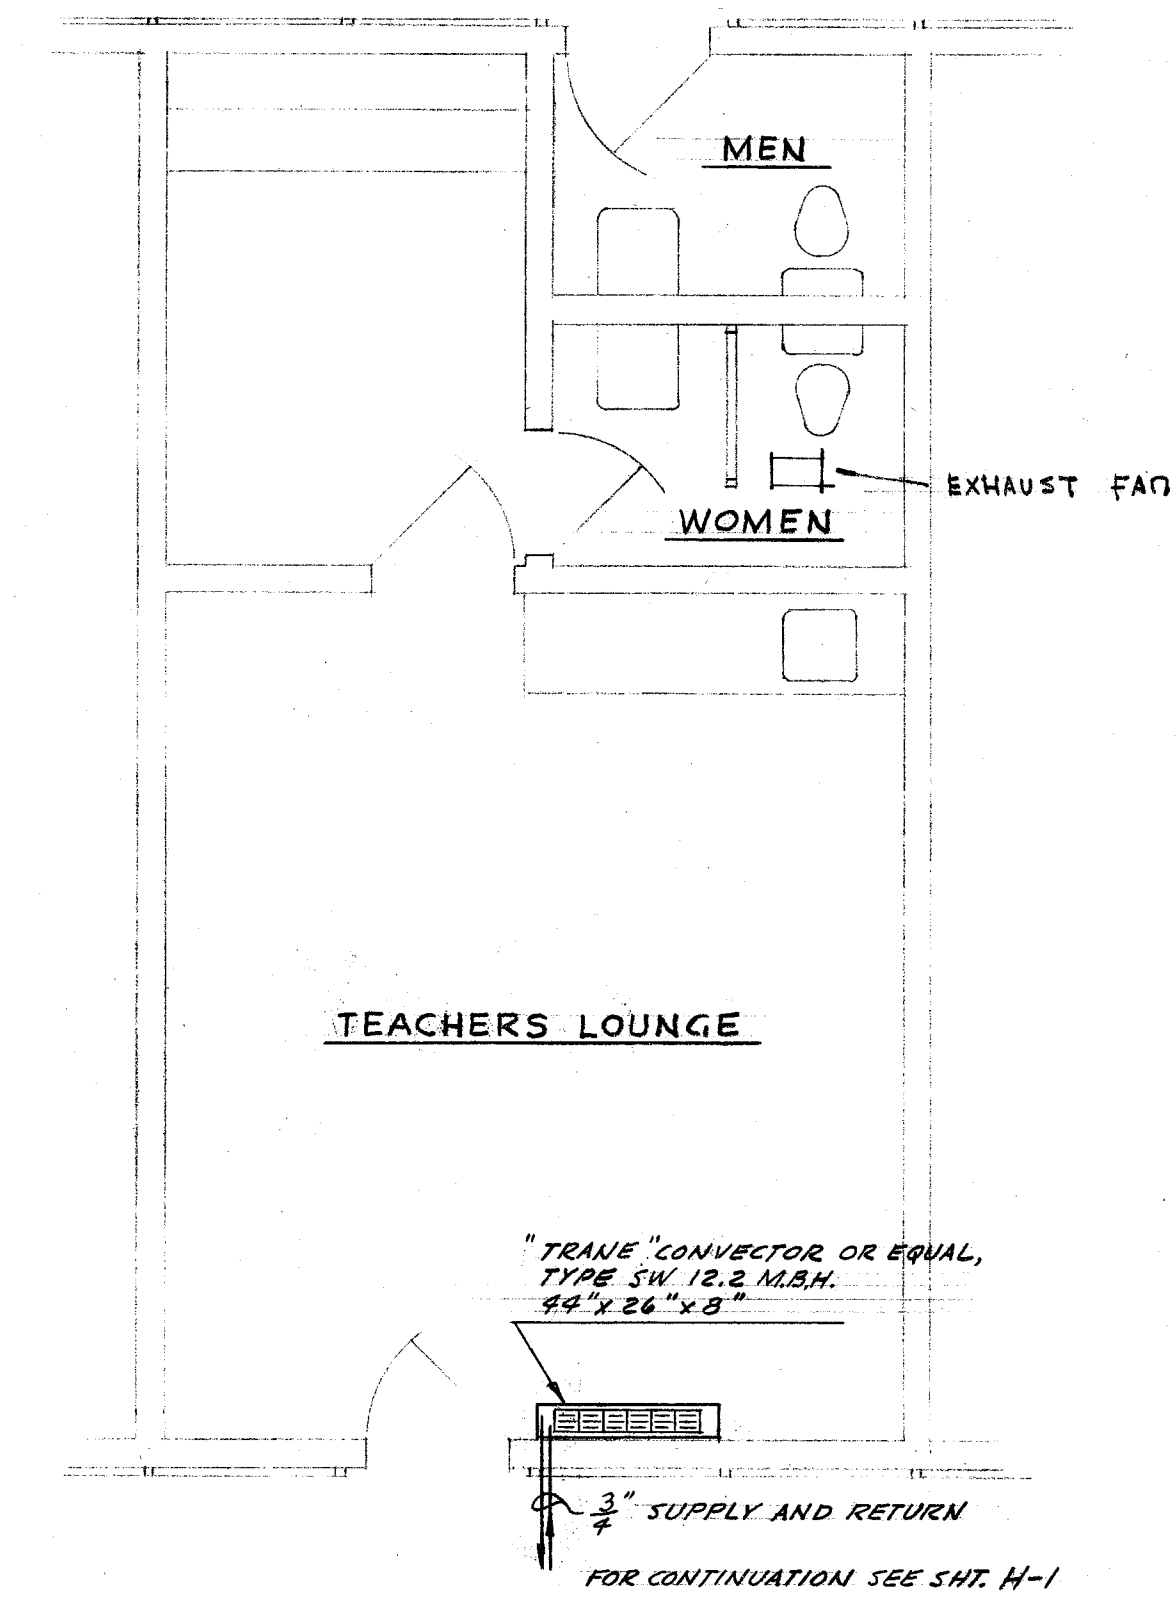 MEN
EXHAUST FAN
WOMEN
TEACHERS LOUNGE
"TRANE" CONVECTOR OR EQUAL,
TYPE SW 12.2 M.B.H.
44" x 26" x 8"
3/4" SUPPLY AND RETURN
FOR CONTINUATION SEE SHT. H-1